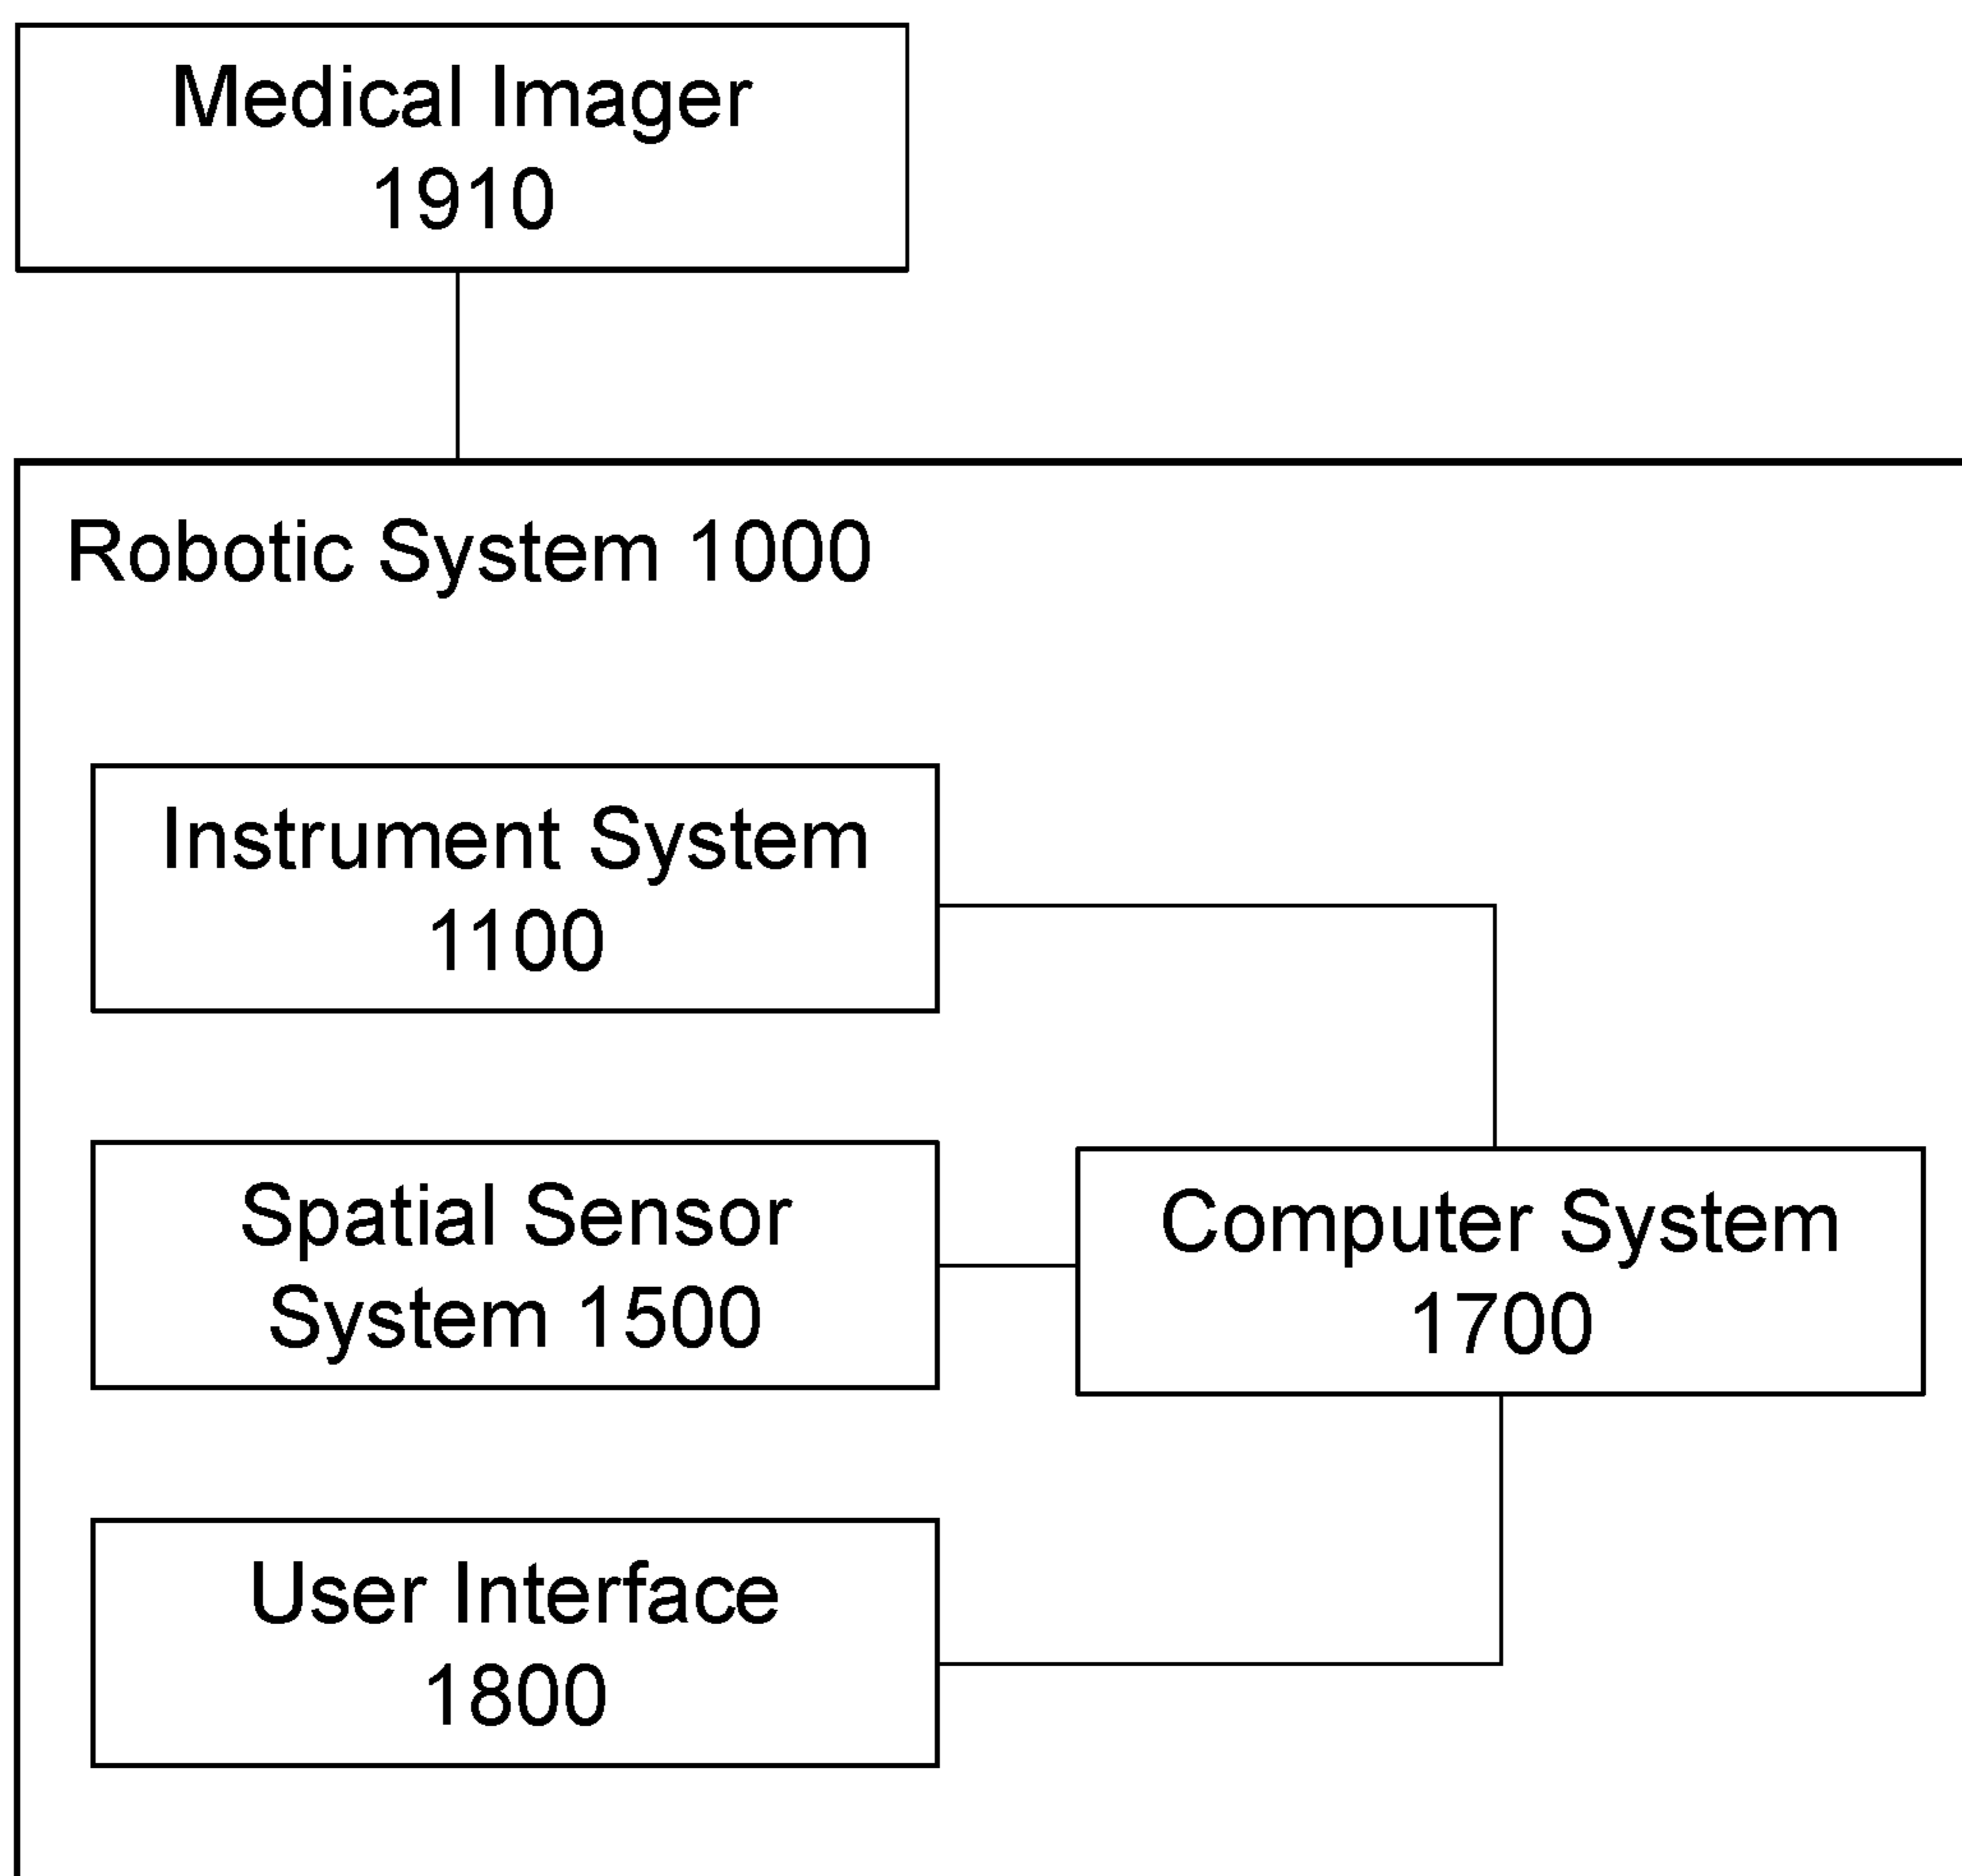 Medical Imager
1910
Robotic System 1000
Instrument System
1100
Spatial Sensor
System 1500
Computer System
1700
User Interface
1800